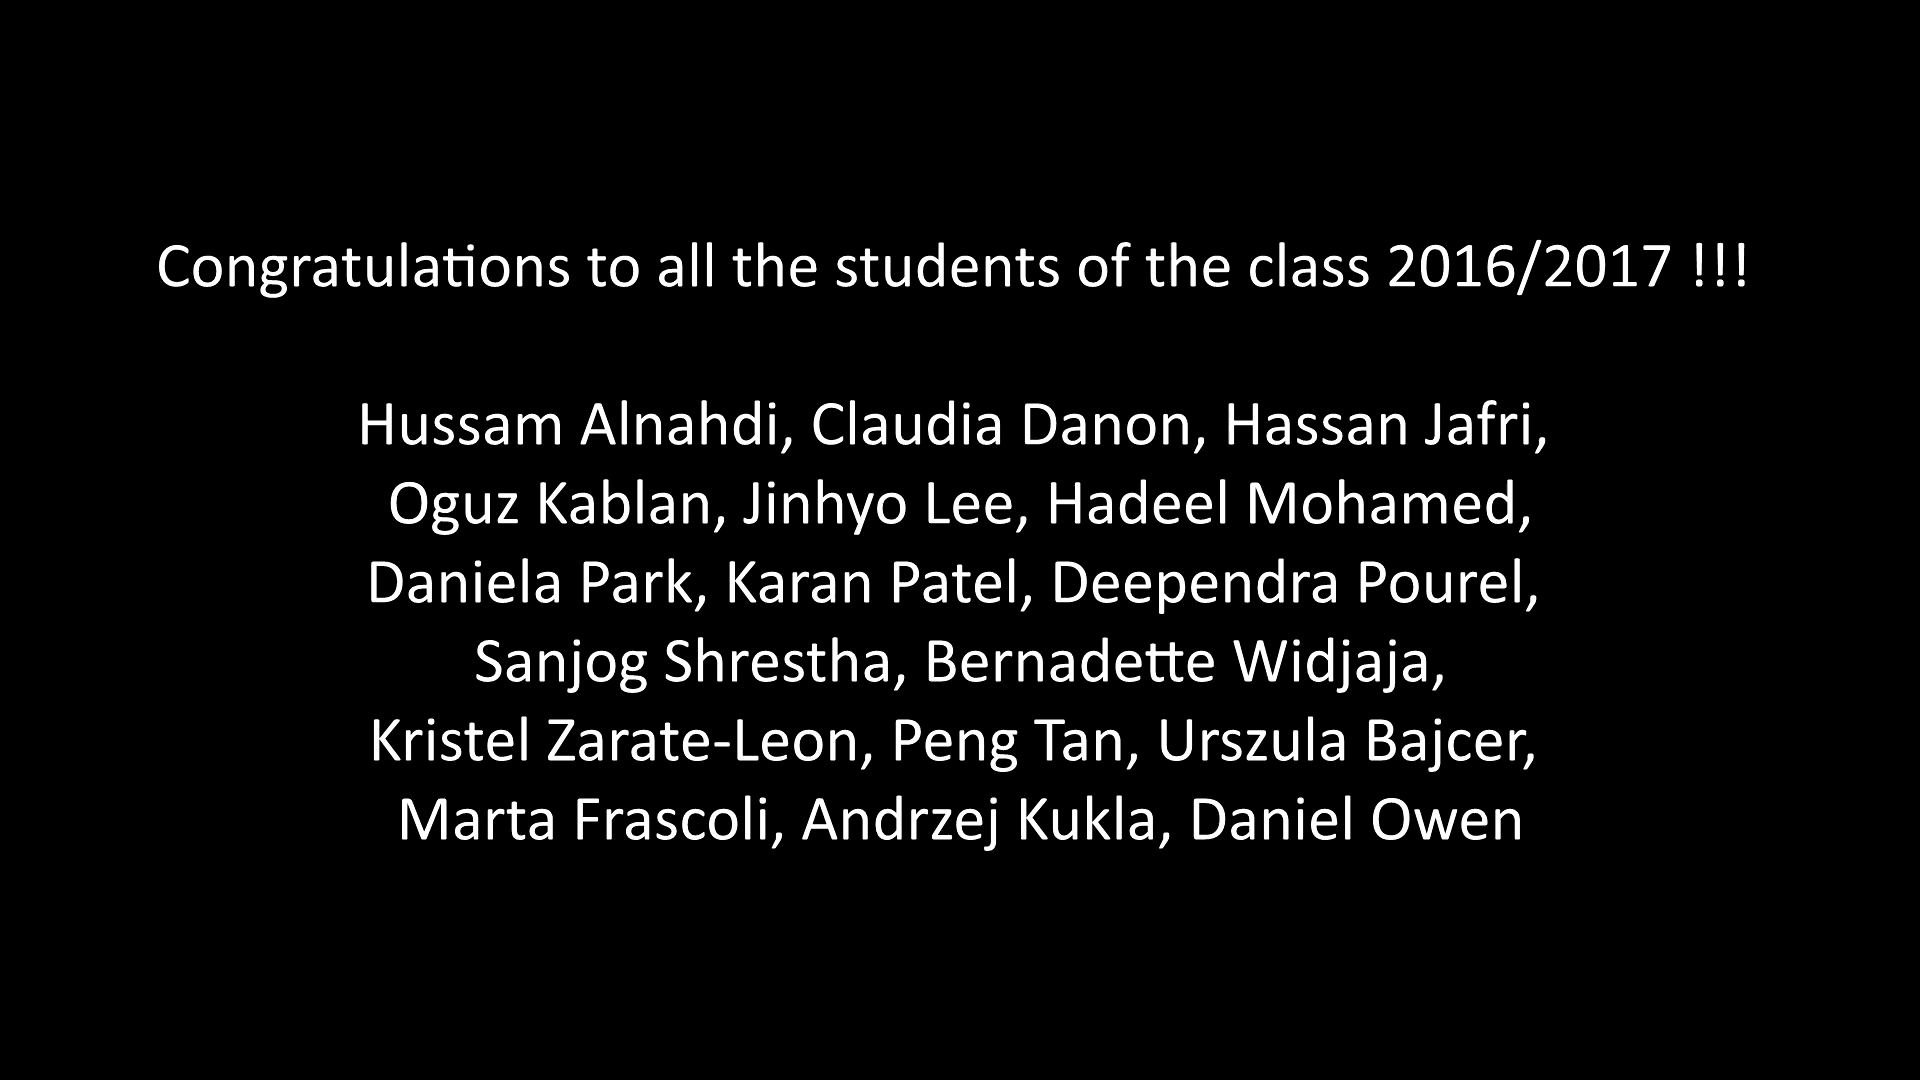 Congratulations to all the students of the class 2016/2017 !!!
Hussam Alnahdi, Claudia Danon, Hassan Jafri,
Oguz Kablan, Jinhyo Lee, Hadeel Mohamed,
Daniela Park, Karan Patel, Deependra Pourel,
Sanjog Shrestha, Bernadette Widjaja,
Kristel Zarate-Leon, Peng Tan, Urszula Bajcer,
Marta Frascoli, Andrzej Kukla, Daniel Owen